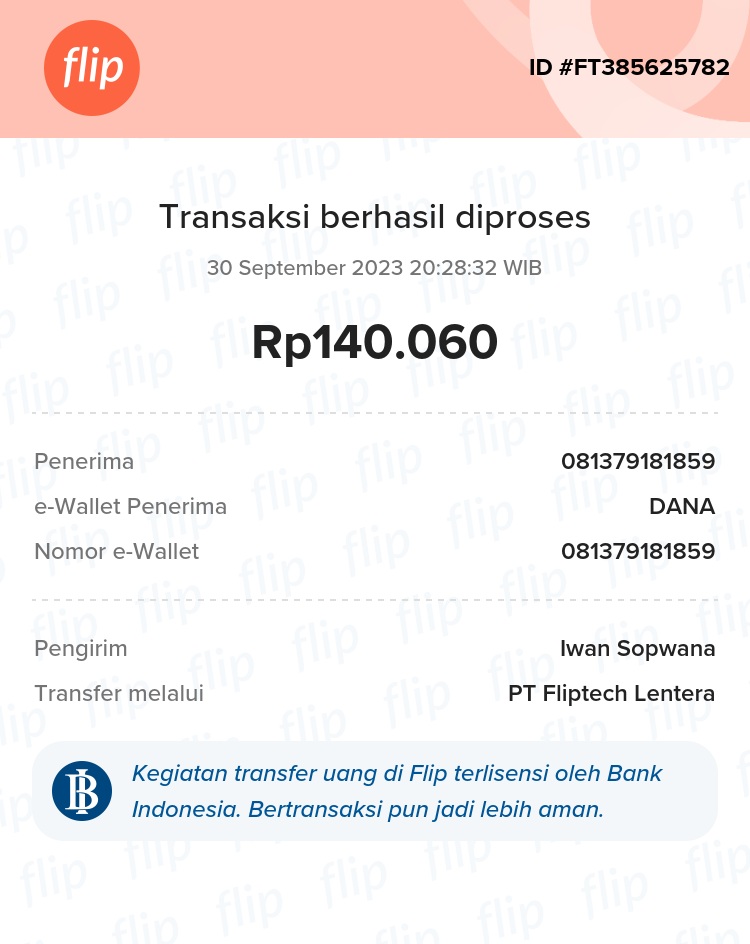 flip
ID #FT385625782
Transaksi berhasil diproses
30 September 2023 20:28:32 WIB
Rp140.060
Penerima 081379181859
e-Wallet Penerima DANA
Nomor e-Wallet 081379181859
Pengirim Iwan Sopwana
Transfer melalui PT Fliptech Lentera
Kegiatan transfer uang di Flip terlisensi oleh Bank
Indonesia. Bertransaksi pun jadi lebih aman.